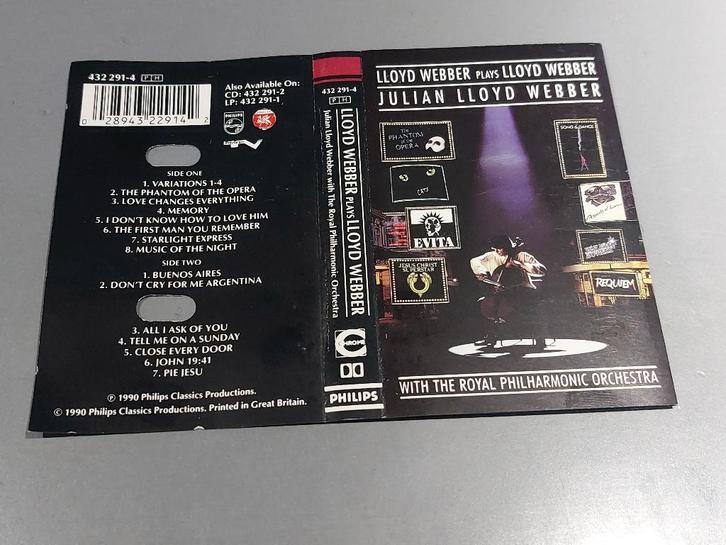 432 291-4 PH
0 28943 22914 2
Also Available On:
CD: 432 291-2
LP: 432 291-1
PHILIPS
SIDE ONE
1. VARIATIONS 1-4
2. THE PHANTOM OF THE OPERA
3. LOVE CHANGES EVERYTHING
4. MEMORY
5. I DON'T KNOW HOW TO LOVE HIM
6. THE FIRST MAN YOU REMEMBER
7. STARLIGHT EXPRESS
8. MUSIC OF THE NIGHT
SIDE TWO
1. BUENOS AIRES
2. DON'T CRY FOR ME ARGENTINA
3. ALL I ASK OF YOU
4. TELL ME ON A SUNDAY
5. CLOSE EVERY DOOR
6. JOHN 19:41
7. PIE JESU
℗ 1990 Philips Classics Productions.
© 1990 Philips Classics Productions. Printed in Great Britain.
432 291-4
PH
LLOYD WEBBER PLAYS LLOYD WEBBER
Julian Lloyd Webber with The Royal Philharmonic Orchestra
CHROME
PHILIPS
LLOYD WEBBER PLAYS LLOYD WEBBER
JULIAN LLOYD WEBBER
THE
PHANTOM
of the
OPERA
SONG & DANCE
EVITA
JESUS CHRIST
SUPERSTAR
REQUIEM
WITH THE ROYAL PHILHARMONIC ORCHESTRA